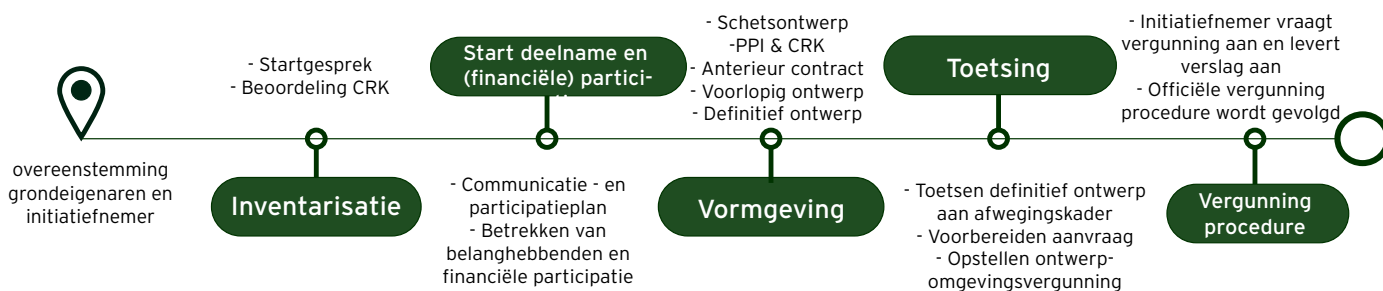 overeenstemming
grondeigenaren en
initiatiefnemer
- Startgesprek
- Beoordeling CRK
Inventarisatie
Start deelname en
(financiële) partici-
- Communicatie - en
participatieplan
- Betrekken van
belanghebbenden en
financiële participatie
- Schetsontwerp
-PPI & CRK
- Anterieur contract
- Voorlopig ontwerp
- Definitief ontwerp
Vormgeving
Toetsing
- Toetsen definitief ontwerp
aan afwegingskader
- Voorbereiden aanvraag
- Opstellen ontwerp-
omgevingsvergunning
- Initiatiefnemer vraagt
vergunning aan en levert
verslag aan
- Officiële vergunning
procedure wordt gevolgd
Vergunning
procedure